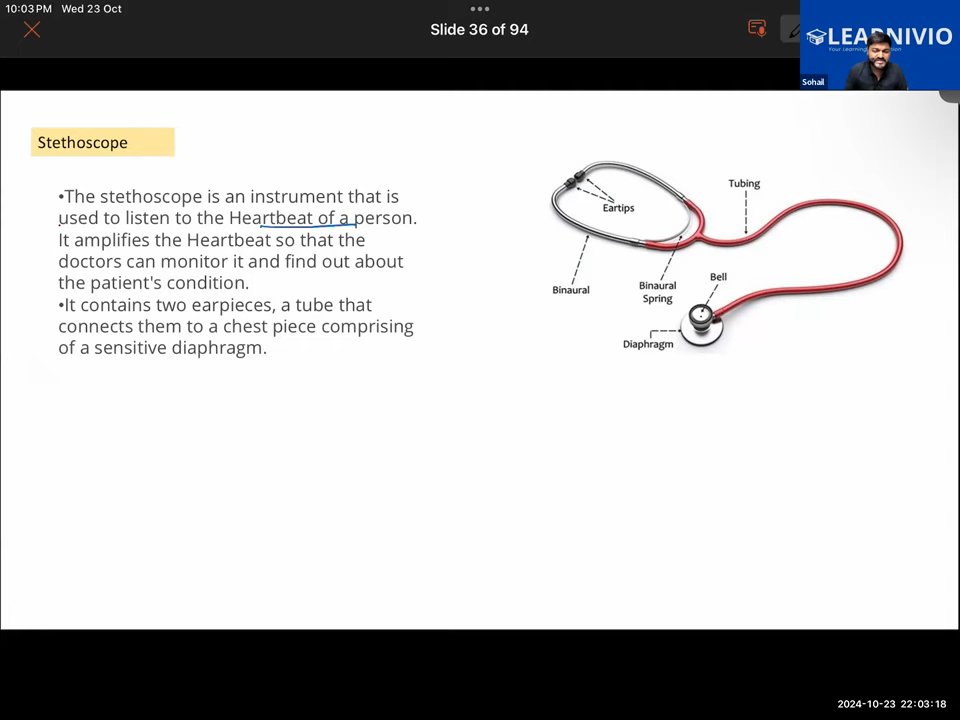 10:03 PM Wed 23 Oct
Slide 36 of 94
LEARNIVIO
Sohail
Stethoscope
•The stethoscope is an instrument that is
used to listen to the Heartbeat of a person.
It amplifies the Heartbeat so that the
doctors can monitor it and find out about
the patient's condition.
•It contains two earpieces, a tube that
connects them to a chest piece comprising
of a sensitive diaphragm.
Tubing
Eartips
Binaural
Binaural
Spring
Bell
Diaphragm
2024-10-23 22:03:18